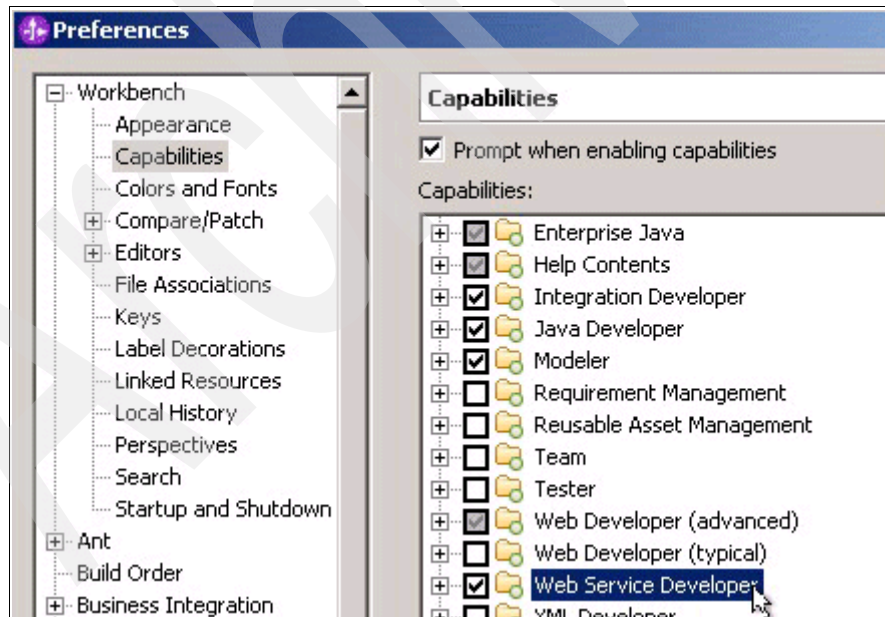 Preferences
Workbench
Appearance
Capabilities
Colors and Fonts
Compare/Patch
Editors
File Associations
Keys
Label Decorations
Linked Resources
Local History
Perspectives
Search
Startup and Shutdown
Ant
Build Order
Business Integration
Capabilities
Prompt when enabling capabilities
Capabilities:
Enterprise Java
Help Contents
Integration Developer
Java Developer
Modeler
Requirement Management
Reusable Asset Management
Team
Tester
Web Developer (advanced)
Web Developer (typical)
Web Service Developer
XML Developer